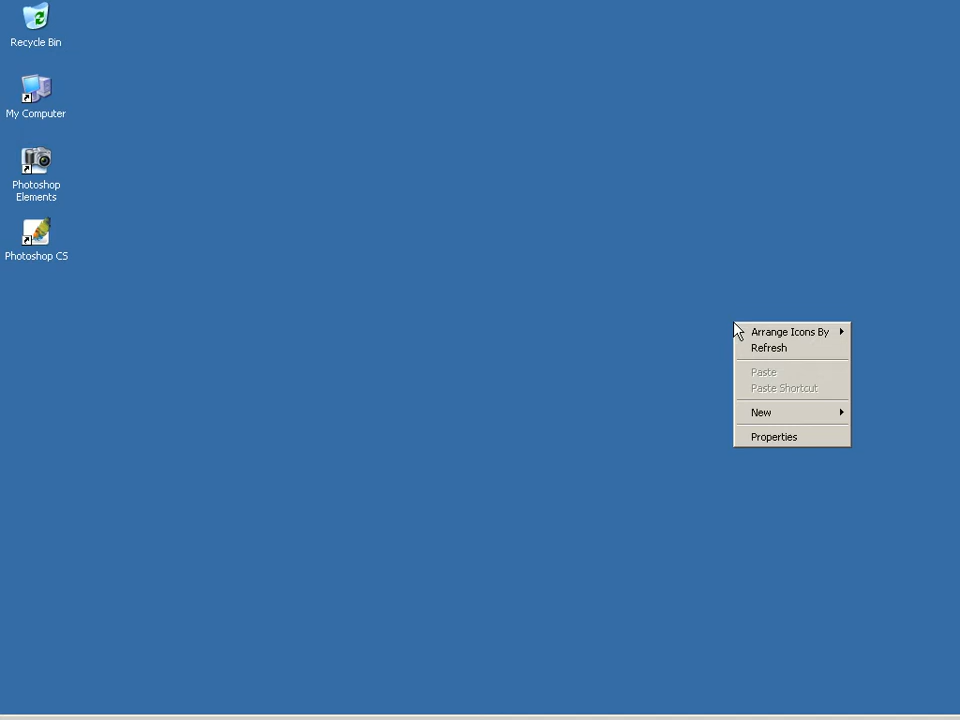 Recycle Bin
My Computer
Photoshop
Elements
Photoshop CS
Arrange Icons By
Refresh
Paste
Paste Shortcut
New
Properties